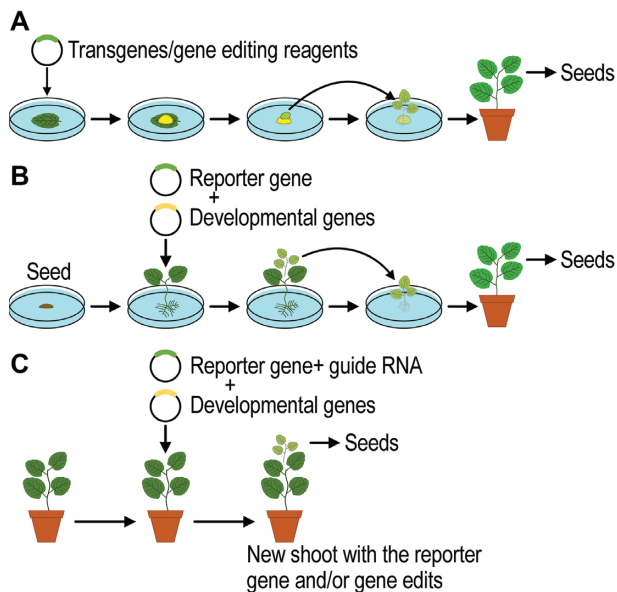 A
Transgenes/gene editing reagents
Seeds
B
Reporter gene
+
Developmental genes
Seed
Seeds
C
Reporter gene+ guide RNA
+
Developmental genes
Seeds
New shoot with the reporter
gene and/or gene edits